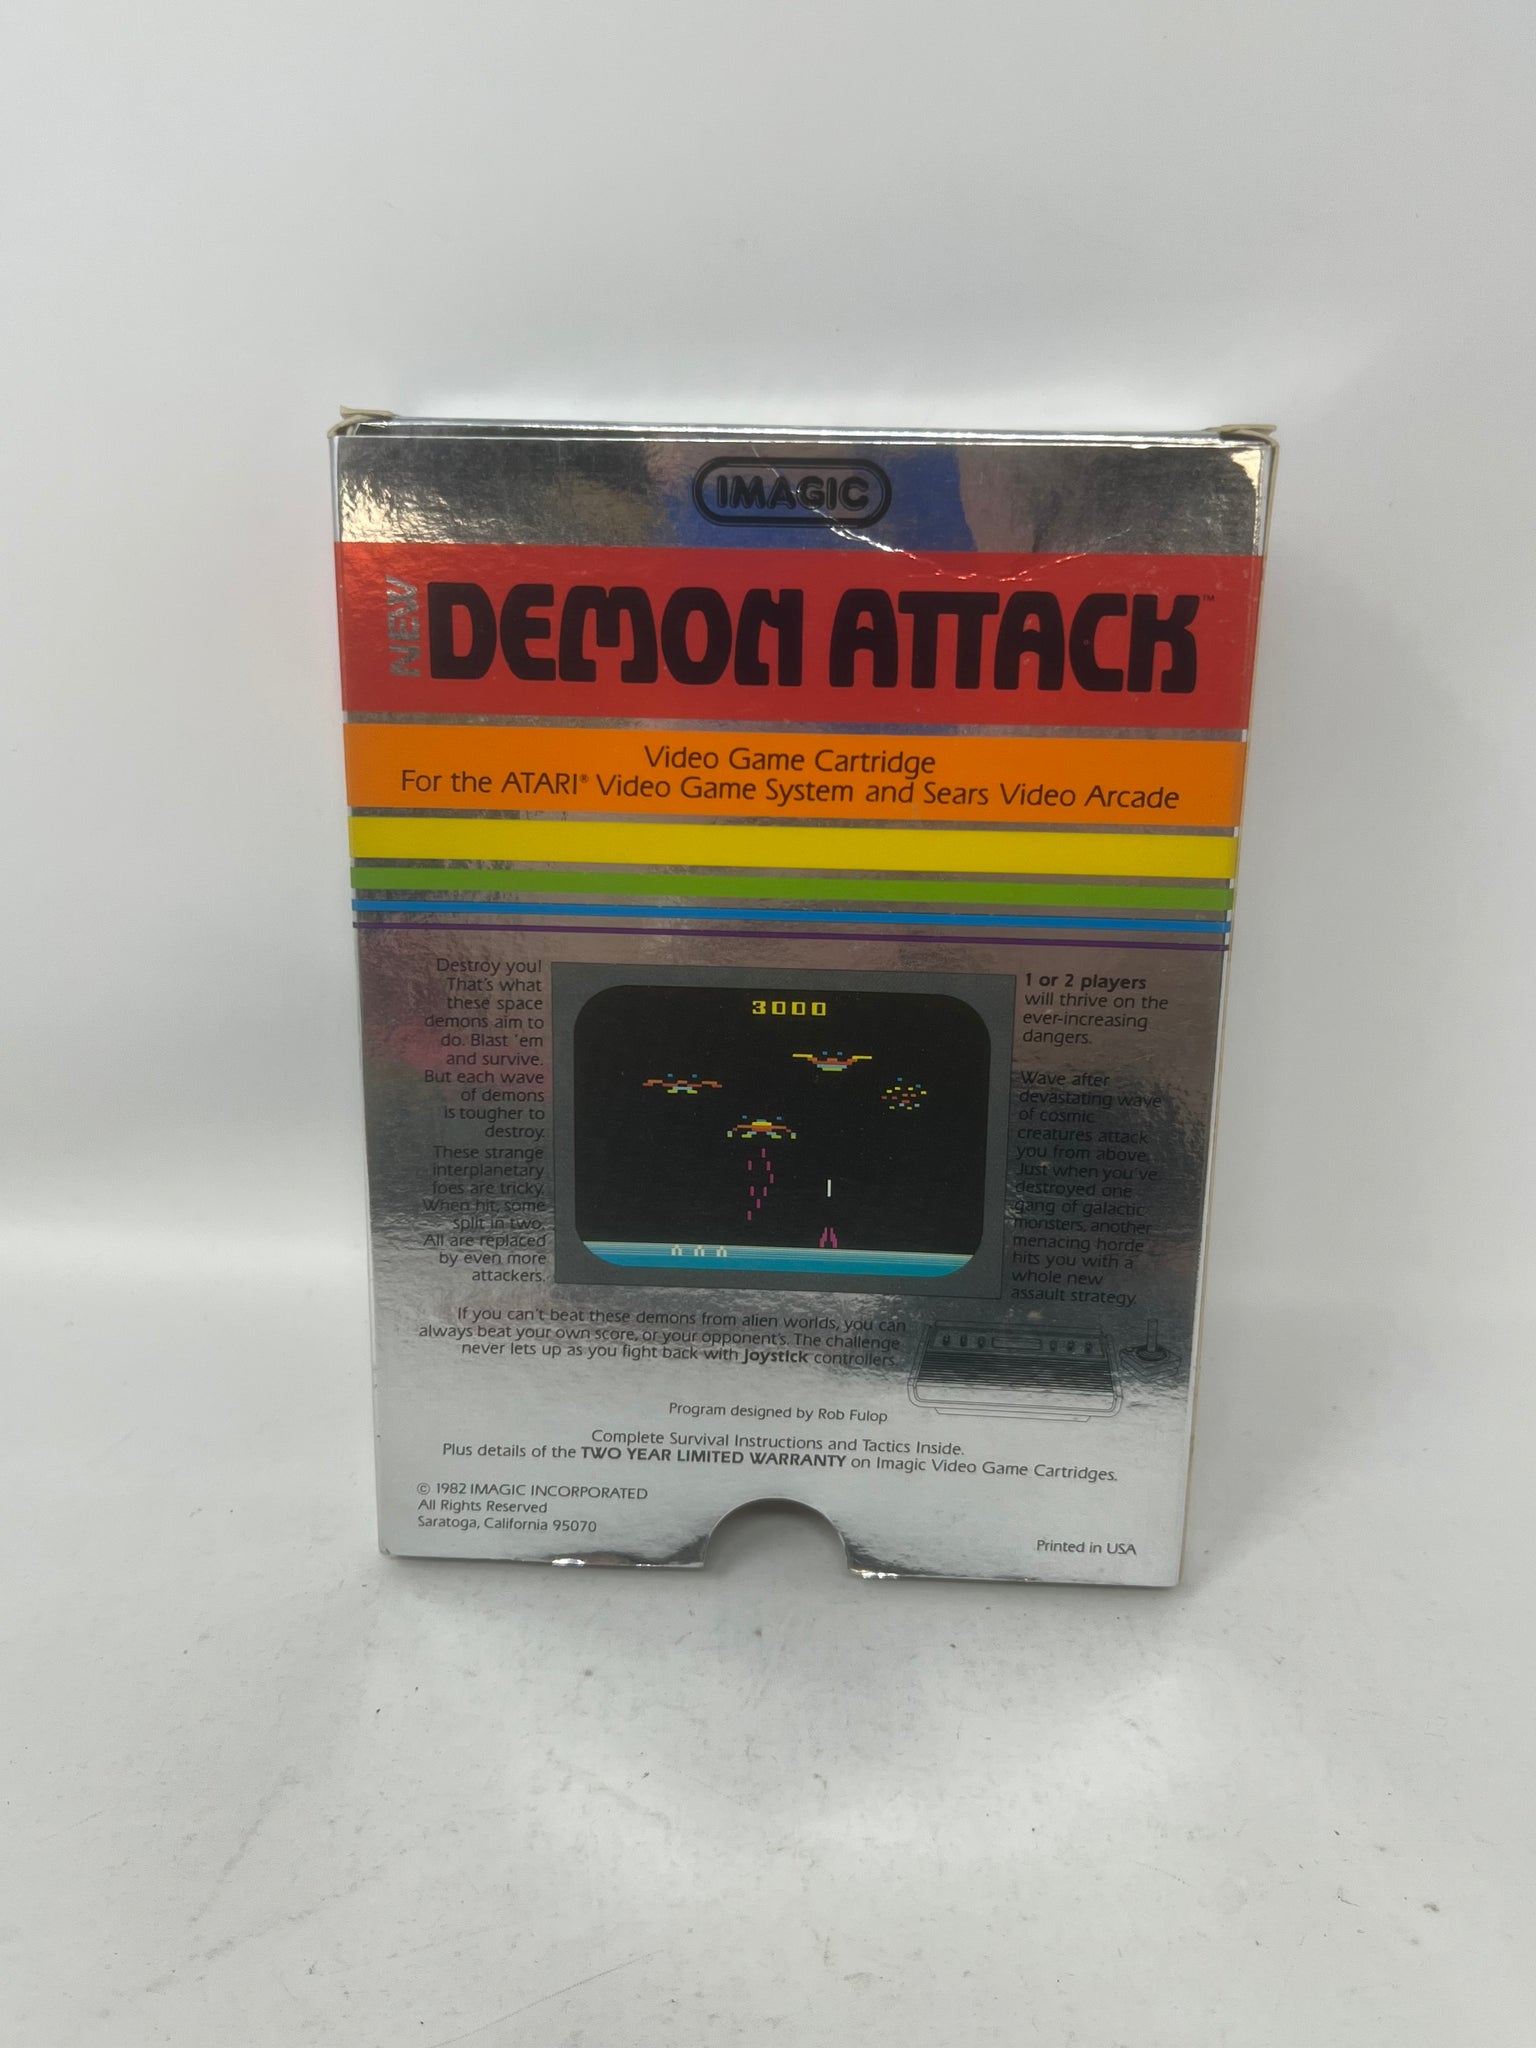 IMAGIC
NEW
DEMON ATTACK™
Video Game Cartridge
For the ATARI® Video Game System and Sears Video Arcade
Destroy you!
That's what
these space
demons aim to
do. Blast 'em
and survive.
But each wave
of demons
is tougher to
destroy.
These strange
interplanetary
foes are tricky.
When hit, some
split in two.
All are replaced
by even more
attackers.
3000
1 or 2 players
will thrive on the
ever-increasing
dangers.
Wave after
devastating wave
of cosmic
creatures attack
you from above.
Just when you've
destroyed one
gang of galactic
monsters, another
menacing horde
hits you with a
whole new
assault strategy.
If you can't beat these demons from alien worlds, you can
always beat your own score, or your opponent's. The challenge
never lets up as you fight back with Joystick controllers.
Program designed by Rob Fulop
Complete Survival Instructions and Tactics Inside.
Plus details of the TWO YEAR LIMITED WARRANTY on Imagic Video Game Cartridges.
© 1982 IMAGIC INCORPORATED
All Rights Reserved
Saratoga, California 95070
Printed in USA